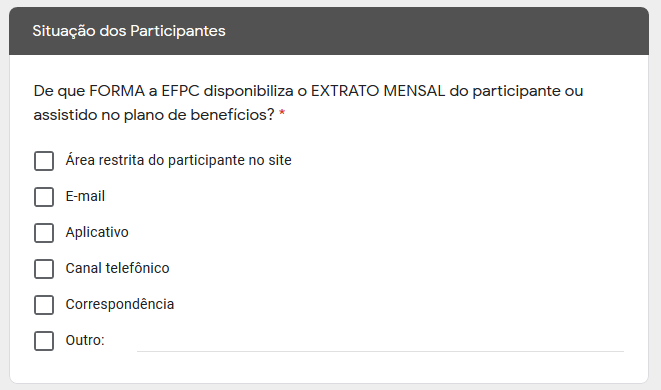 Situação dos Participantes
De que FORMA a EFPC disponibiliza o EXTRATO MENSAL do participante ou
assistido no plano de benefícios? *
Área restrita do participante no site
E-mail
Aplicativo
Canal telefônico
Correspondência
Outro: